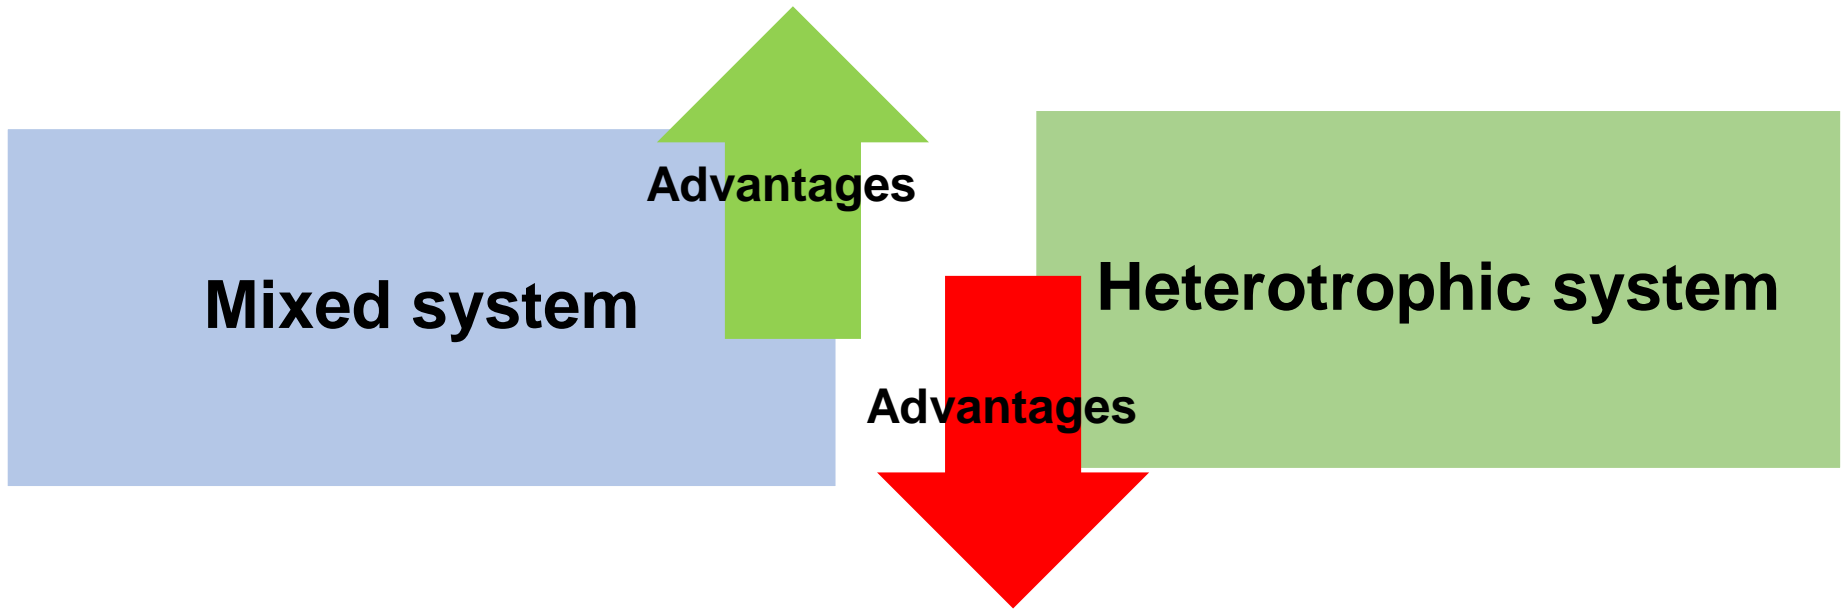 Advantages
Mixed system
Heterotrophic system
Advantages